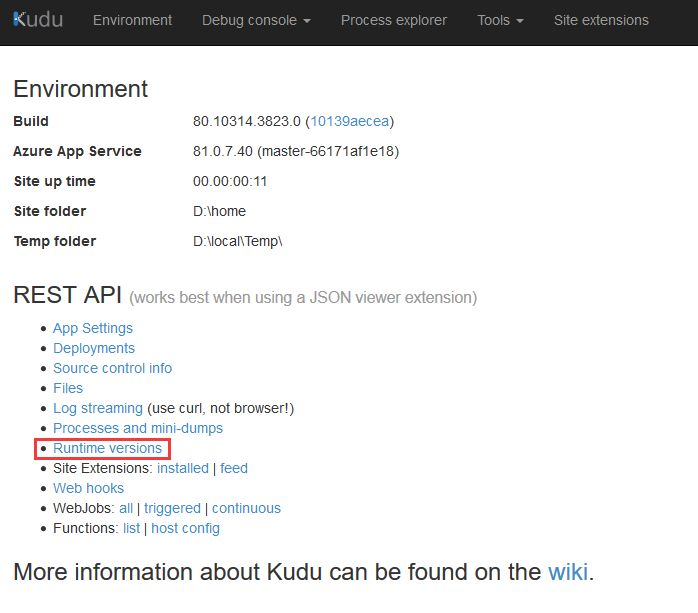 Kudu Environment Debug console Process explorer Tools Site extensions
Environment
Build 80.10314.3823.0 (10139aecea)
Azure App Service 81.0.7.40 (master-66171af1e18)
Site up time 00.00:00:11
Site folder D:\home
Temp folder D:\local\Temp\
REST API (works best when using a JSON viewer extension)
App Settings
Deployments
Source control info
Files
Log streaming (use curl, not browser!)
Processes and mini-dumps
Runtime versions
Site Extensions: installed | feed
Web hooks
WebJobs: all | triggered | continuous
Functions: list | host config
More information about Kudu can be found on the wiki.